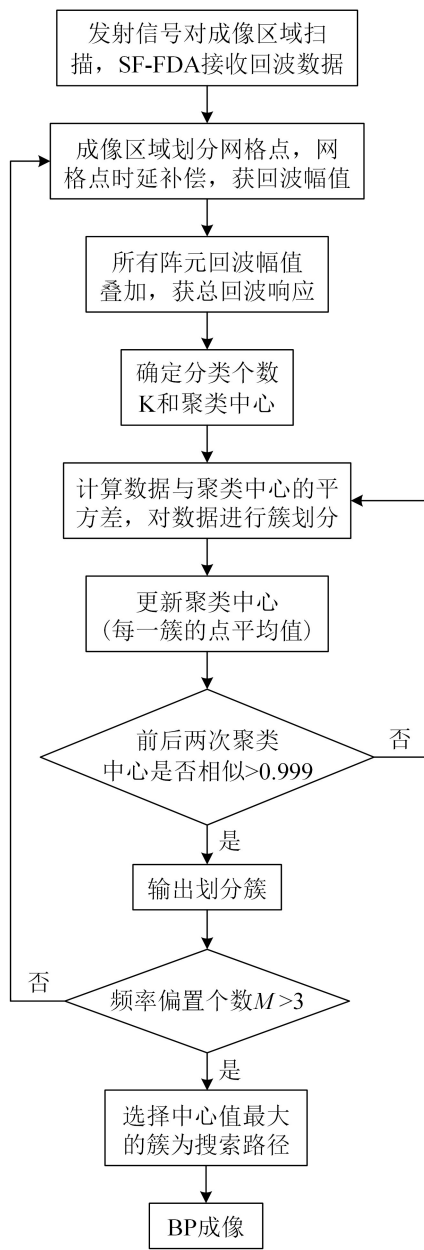 发射信号对成像区域扫
描，SF-FDA接收回波数据
成像区域划分网格点，网
格点时延补偿，获回波幅值
所有阵元回波幅值
叠加，获总回波响应
确定分类个数
K和聚类中心
计算数据与聚类中心的平
方差，对数据进行簇划分
更新聚类中心
(每一簇的点平均值)
前后两次聚类
中心是否相似>0.999
否
是
输出划分簇
否
频率偏置个数M >3
是
选择中心值最大
的簇为搜索路径
BP成像